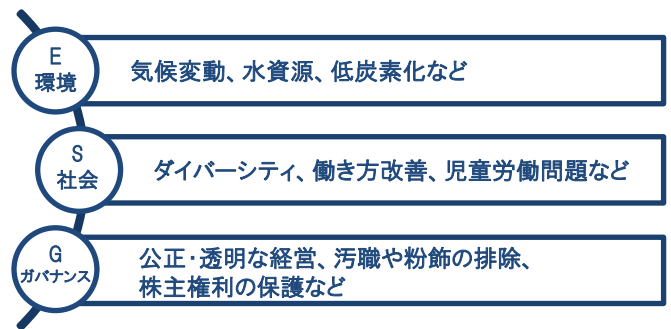 E
環境
気候変動、水資源、低炭素化など
S
社会
ダイバーシティ、働き方改善、児童労働問題など
G
ガバナンス
公正・透明な経営、汚職や粉飾の排除、
株主権利の保護など